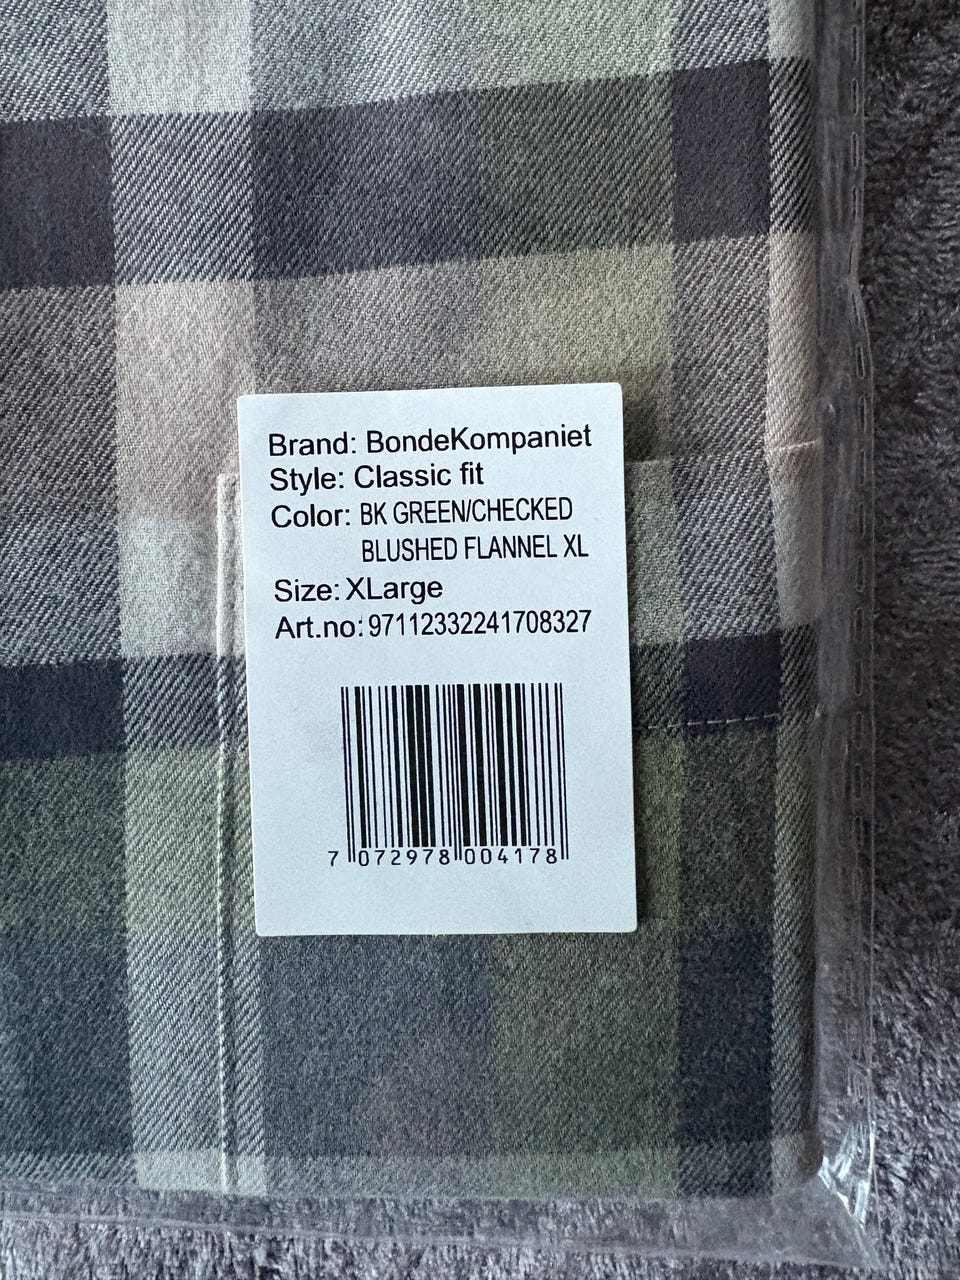 Brand: BondeKompaniet
Style: Classic fit
Color: BK GREEN/CHECKED
BLUSHED FLANNEL XL
Size: XLarge
Art.no: 97112332241708327
7 072978 004178